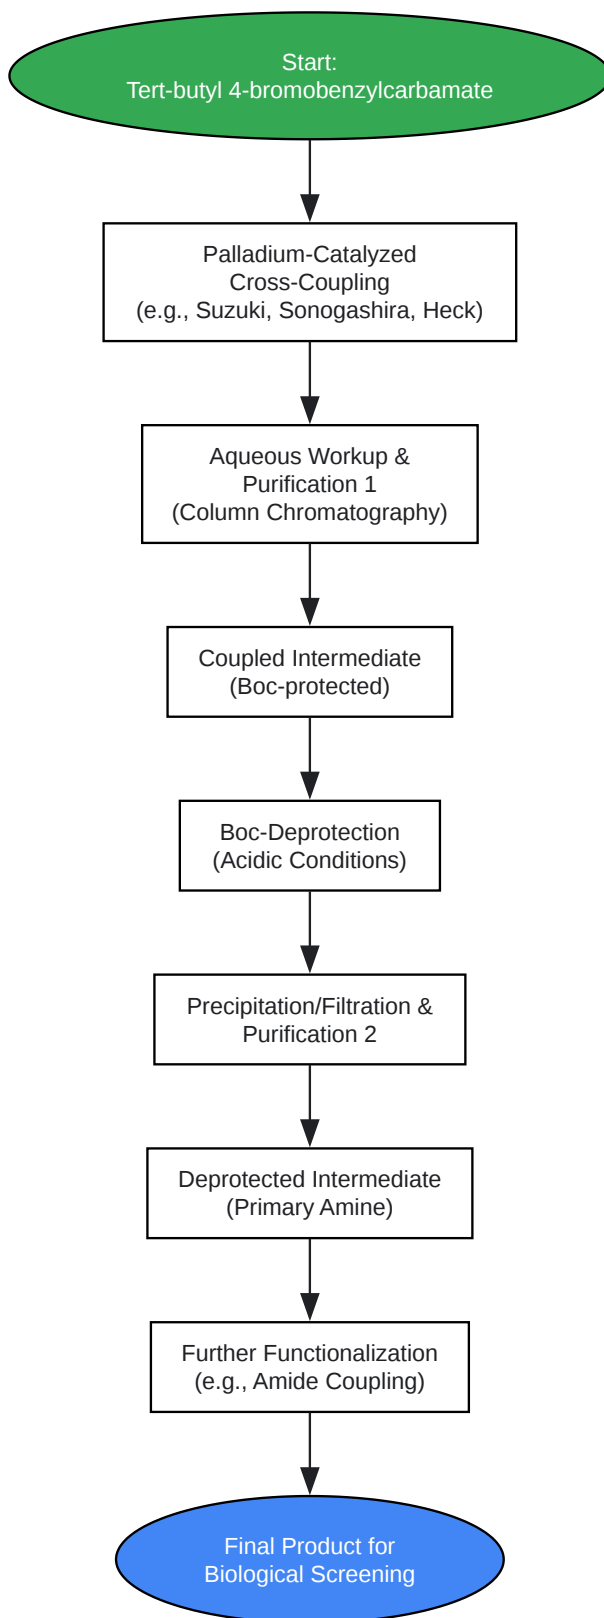 Start:
Tert-butyl 4-bromobenzylcarbamate
Palladium-Catalyzed
Cross-Coupling
(e.g., Suzuki, Sonogashira, Heck)
Aqueous Workup &
Purification 1
(Column Chromatography)
Coupled Intermediate
(Boc-protected)
Boc-Deprotection
(Acidic Conditions)
Precipitation/Filtration &
Purification 2
Deprotected Intermediate
(Primary Amine)
Further Functionalization
(e.g., Amide Coupling)
Final Product for
Biological Screening